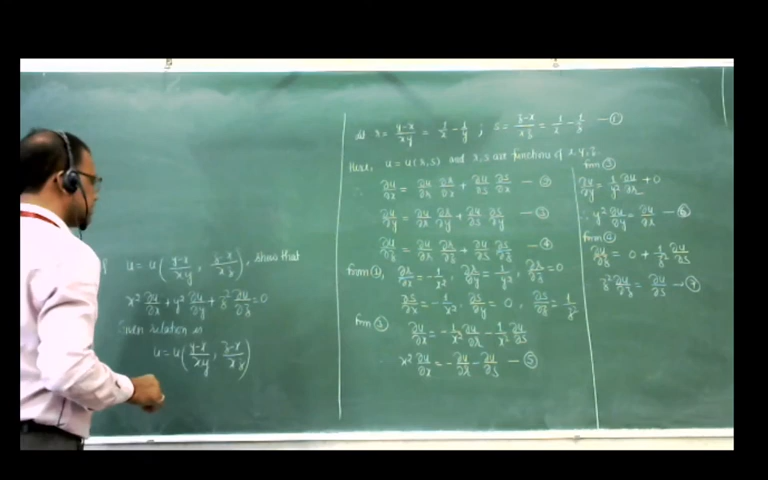 u = u((y-x)/xy, (z-x)/xz), show that
x² ∂u/∂x + y² ∂u/∂y + z² ∂u/∂z = 0
Given relation is
u = u((y-x)/xy, (z-x)/xz)
Let r = (y-x)/xy = 1/x - 1/y ; s = (z-x)/xz = 1/x - 1/z — ①
Here, u = u(r,s) and r, s are functions of x, y, z.
∴ ∂u/∂x = ∂u/∂r ∂r/∂x + ∂u/∂s ∂s/∂x — ②
∂u/∂y = ∂u/∂r ∂r/∂y + ∂u/∂s ∂s/∂y — ③
∂u/∂z = ∂u/∂r ∂r/∂z + ∂u/∂s ∂s/∂z — ④
from ①, ∂r/∂x = -1/x², ∂r/∂y = 1/y², ∂r/∂z = 0
∂s/∂x = -1/x², ∂s/∂y = 0, ∂s/∂z = 1/z²
from ②
∂u/∂x = -1/x² ∂u/∂r - 1/x² ∂u/∂s
x² ∂u/∂x = -∂u/∂r - ∂u/∂s — ⑤
from ③
∂u/∂y = 1/y² ∂u/∂r + 0
∴ y² ∂u/∂y = ∂u/∂r — ⑥
from ④
∂u/∂z = 0 + 1/z² ∂u/∂s
z² ∂u/∂z = ∂u/∂s → ⑦